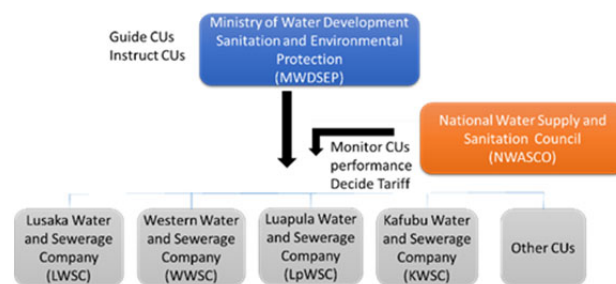 Guide CUs
Instruct CUs
Ministry of Water Development
Sanitation and Environmental
Protection
(MWDSEP)
National Water Supply and
Sanitation Council
(NWASCO)
Monitor CUs
performance
Decide Tariff
Lusaka Water
and Sewerage
Company
(LWSC)
Western Water
and Sewerage
Company
(WWSC)
Luapula Water
and Sewerage
Company
(LpWSC)
Kafubu Water
and Sewerage
Company
(KWSC)
Other CUs